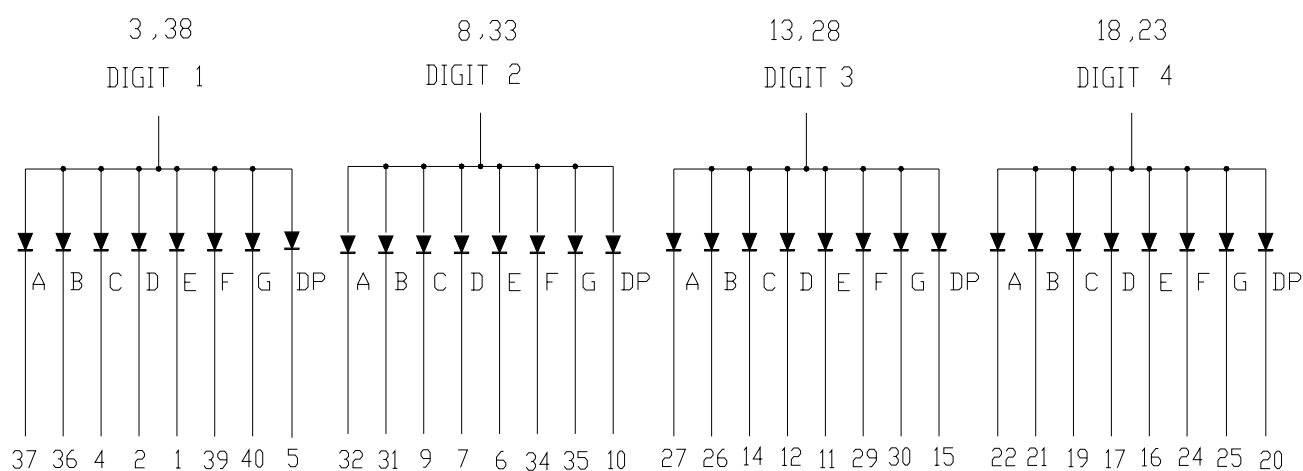 3,38 8,33 13,28 18,23
DIGIT 1 DIGIT 2 DIGIT 3 DIGIT 4
A B C D E F G DP A B C D E F G DP A B C D E F G DP A B C D E F G DP
37 36 4 2 1 39 40 5 32 31 9 7 6 34 35 10 27 26 14 12 11 29 30 15 22 21 19 17 16 24 25 20